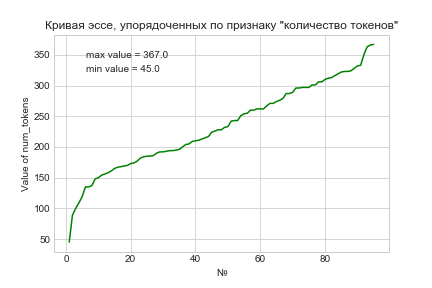 Кривая эссе, упорядоченных по признаку "количество токенов"
max value = 367.0
min value = 45.0
Value of num_tokens
350
300
250
200
150
100
50
0 20 40 60 80
№